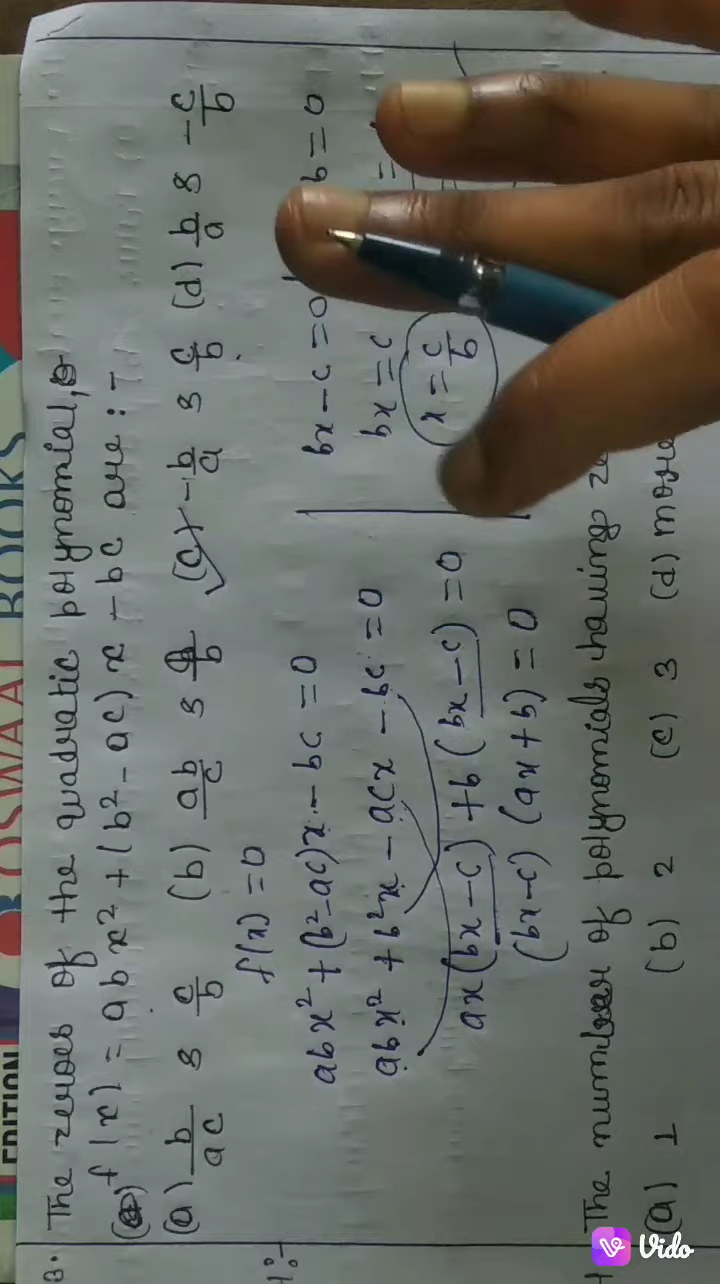 OSWAAL BOOKS
EDITION
3. The zeroes of the quadratic polynomial,
f(x) = abx² + (b² - ac) x - bc are :-
(a) b/ac & c/b (b) ab/c & a/b (c) -b/a & c/b (d) b/a & -c/b
f(x) = 0
abx² + (b² - ac)x - bc = 0
abx² + b²x - acx - bc = 0
ax(bx - c) + b(bx - c) = 0
(bx - c) (ax + b) = 0
bx - c = 0
bx = c
x = c/b
b = 0
=
The number of polynomials having
(a) 1 (b) 2 (c) 3 (d) more
Vido